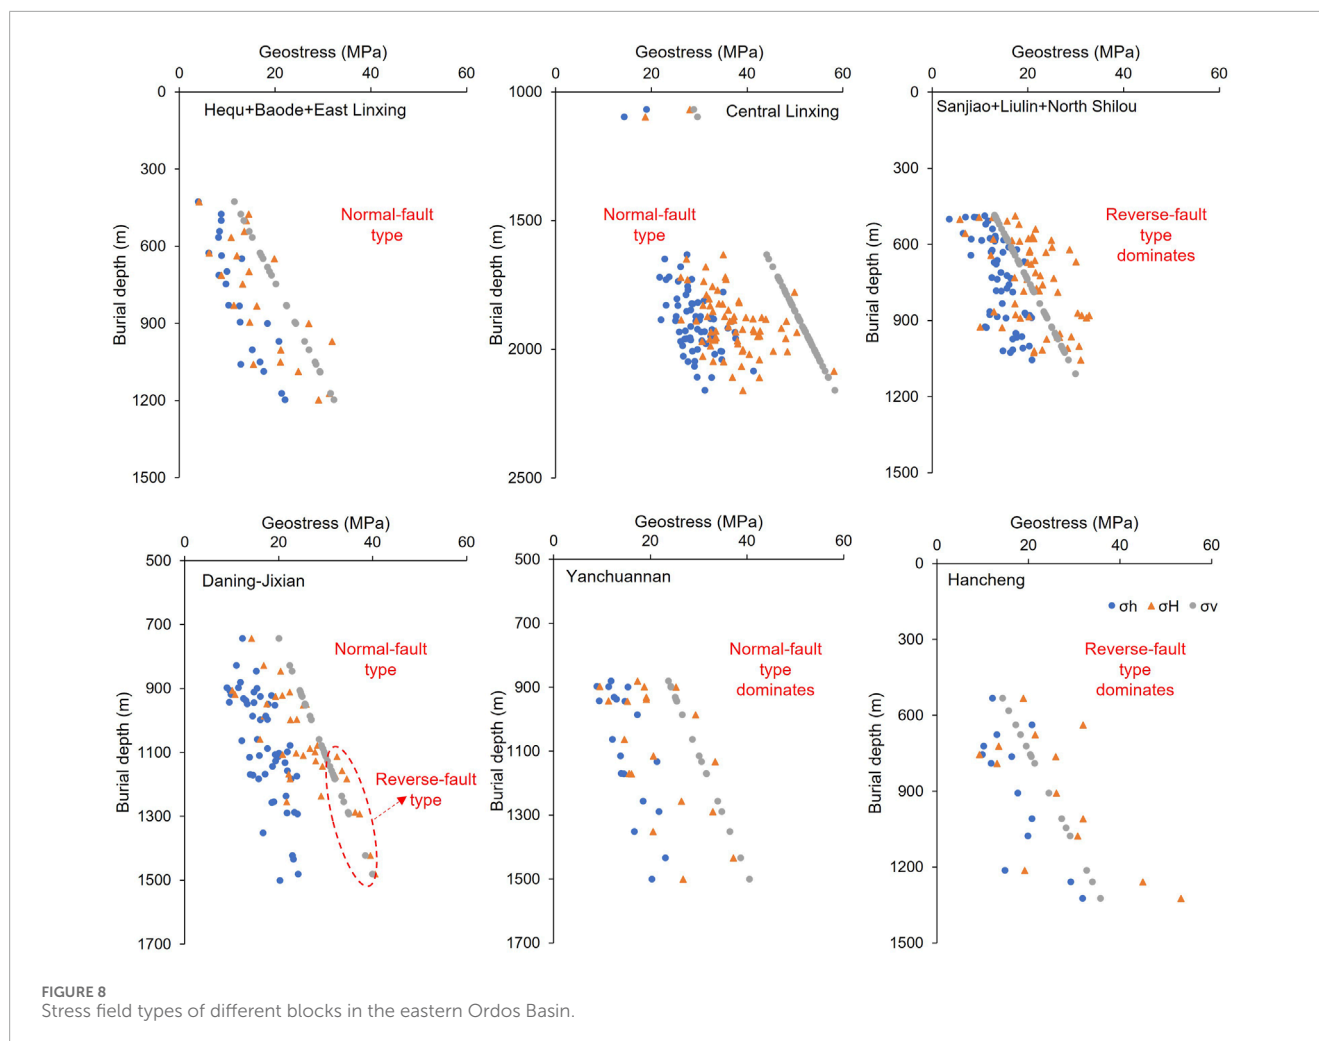 Geostress (MPa)
0 20 40 60
0
300
600
900
1200
1500
Burial depth (m)
Hequ+Baode+East Linxing
Normal-fault
type
Geostress (MPa)
0 20 40 60
1000
1500
2000
2500
Burial depth (m)
Central Linxing
Normal-fault
type
Geostress (MPa)
0 20 40 60
0
300
600
900
1200
1500
Burial depth (m)
Sanjiao+Liulin+North Shilou
Reverse-fault
type
dominates
Geostress (MPa)
0 20 40 60
500
700
900
1100
1300
1500
1700
Burial depth (m)
Daning-Jixian
Normal-fault
type
Reverse-fault
type
Geostress (MPa)
0 20 40 60
500
700
900
1100
1300
1500
1700
Burial depth (m)
Yanchuannan
Normal-fault
type
dominates
Geostress (MPa)
0 20 40 60
0
300
600
900
1200
1500
Burial depth (m)
Hancheng
σh σH σv
Reverse-fault
type
dominates
FIGURE 8
Stress field types of different blocks in the eastern Ordos Basin.